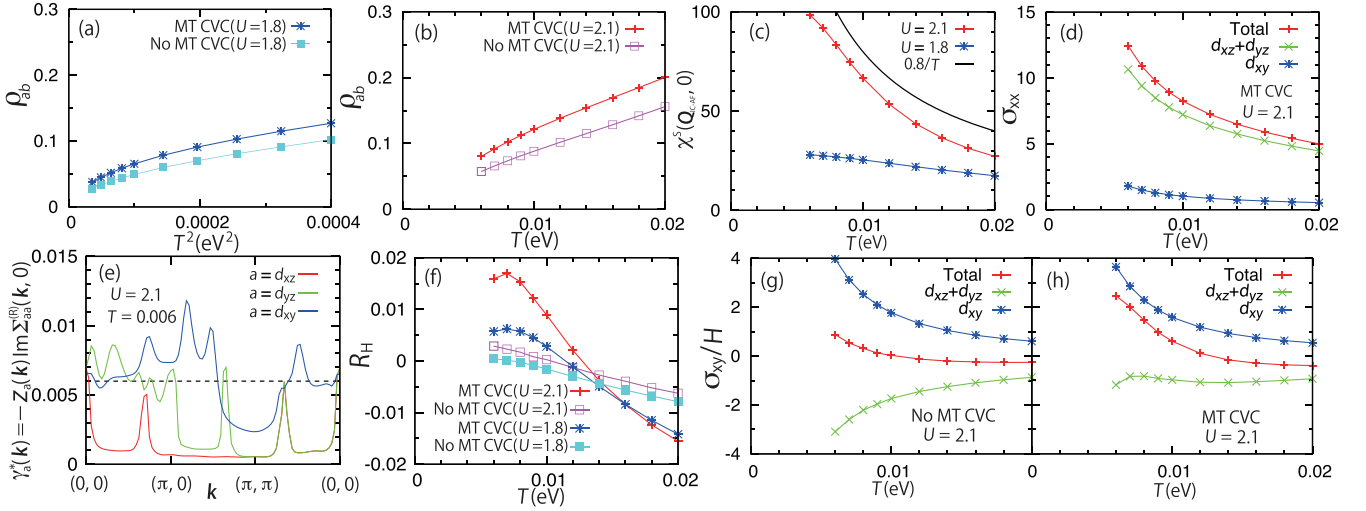 (a)
MT CVC(U=1.8)
No MT CVC(U=1.8)
ρab
0.3
0.2
0.1
0
0
0.0002
0.0004
T²(eV²)
(b)
MT CVC(U=2.1)
No MT CVC(U=2.1)
ρab
0.3
0.2
0.1
0
0.01
0.02
T(eV)
(c)
U=2.1
U=1.8
0.8/T
χˢ(Q_IC-AF, 0)
100
50
0
0.01
0.02
T(eV)
(d)
Total
dxz+dyz
dxy
MT CVC
U=2.1
σxx
15
10
5
0
0.01
0.02
T(eV)
(e)
a=dxz
a=dyz
a=dxy
U=2.1
T=0.006
γ*a(k)=−Za(k)ImΣaa^(R)(k,0)
0.015
0.01
0.005
0
(0, 0)
(π, 0)
k
(π, π)
(0, 0)
(f)
RH
0.02
0.01
0
-0.01
-0.02
MT CVC(U=2.1)
No MT CVC(U=2.1)
MT CVC(U=1.8)
No MT CVC(U=1.8)
0.01
0.02
T(eV)
(g)
Total
dxz+dyz
dxy
No MT CVC
U=2.1
σxy/H
4
2
0
-2
-4
0.01
0
T(eV)
(h)
Total
dxz+dyz
dxy
MT CVC
U=2.1
0.01
0.02
T(eV)